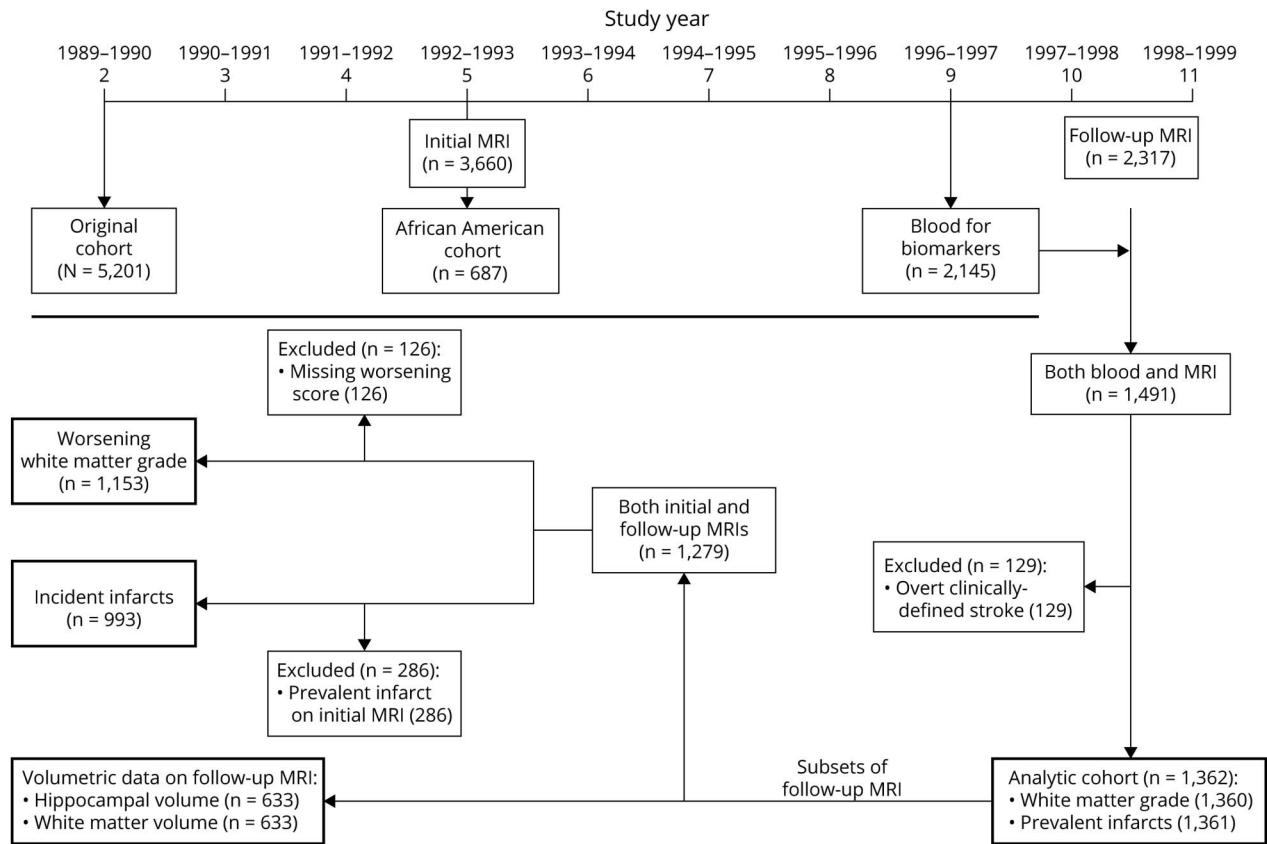 Study year
1989–1990 1990–1991 1991–1992 1992–1993 1993–1994 1994–1995 1995–1996 1996–1997 1997–1998 1998–1999
2 3 4 5 6 7 8 9 10 11
Initial MRI
(n = 3,660)
Follow-up MRI
(n = 2,317)
Original
cohort
(N = 5,201)
African American
cohort
(n = 687)
Blood for
biomarkers
(n = 2,145)
Both blood and MRI
(n = 1,491)
Excluded (n = 126):
• Missing worsening
score (126)
Worsening
white matter grade
(n = 1,153)
Both initial and
follow-up MRIs
(n = 1,279)
Excluded (n = 129):
• Overt clinically-
defined stroke (129)
Incident infarcts
(n = 993)
Excluded (n = 286):
• Prevalent infarct
on initial MRI (286)
Volumetric data on follow-up MRI:
• Hippocampal volume (n = 633)
• White matter volume (n = 633)
Subsets of
follow-up MRI
Analytic cohort (n = 1,362):
• White matter grade (1,360)
• Prevalent infarcts (1,361)